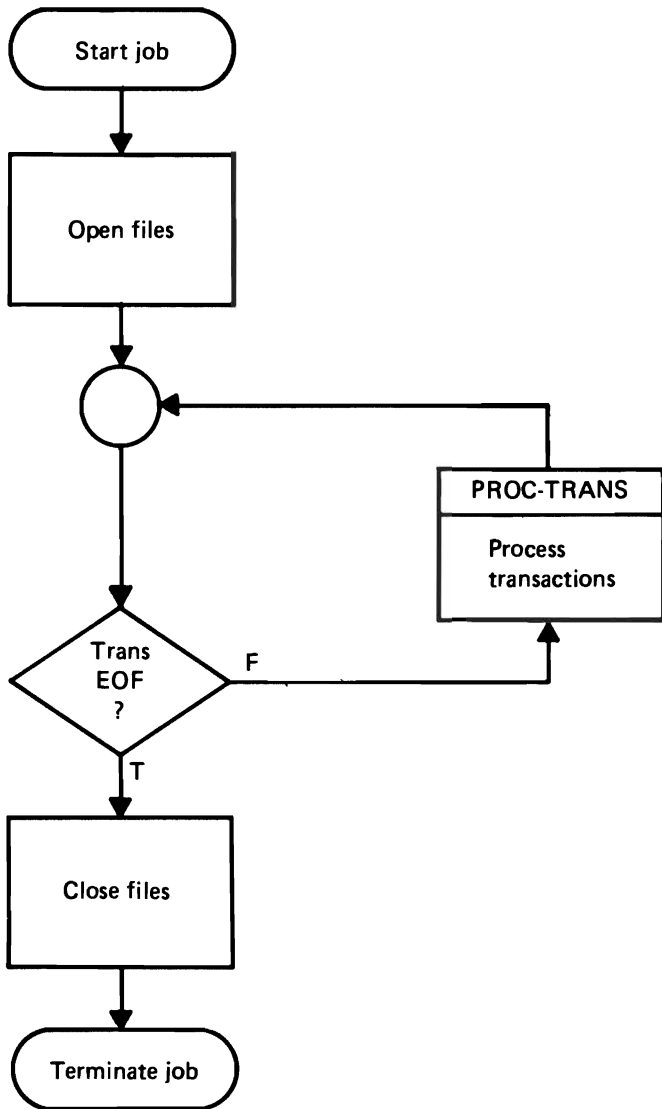 Start job
Open files
PROC-TRANS
Process
transactions
Trans
EOF
?
F
T
Close files
Terminate job